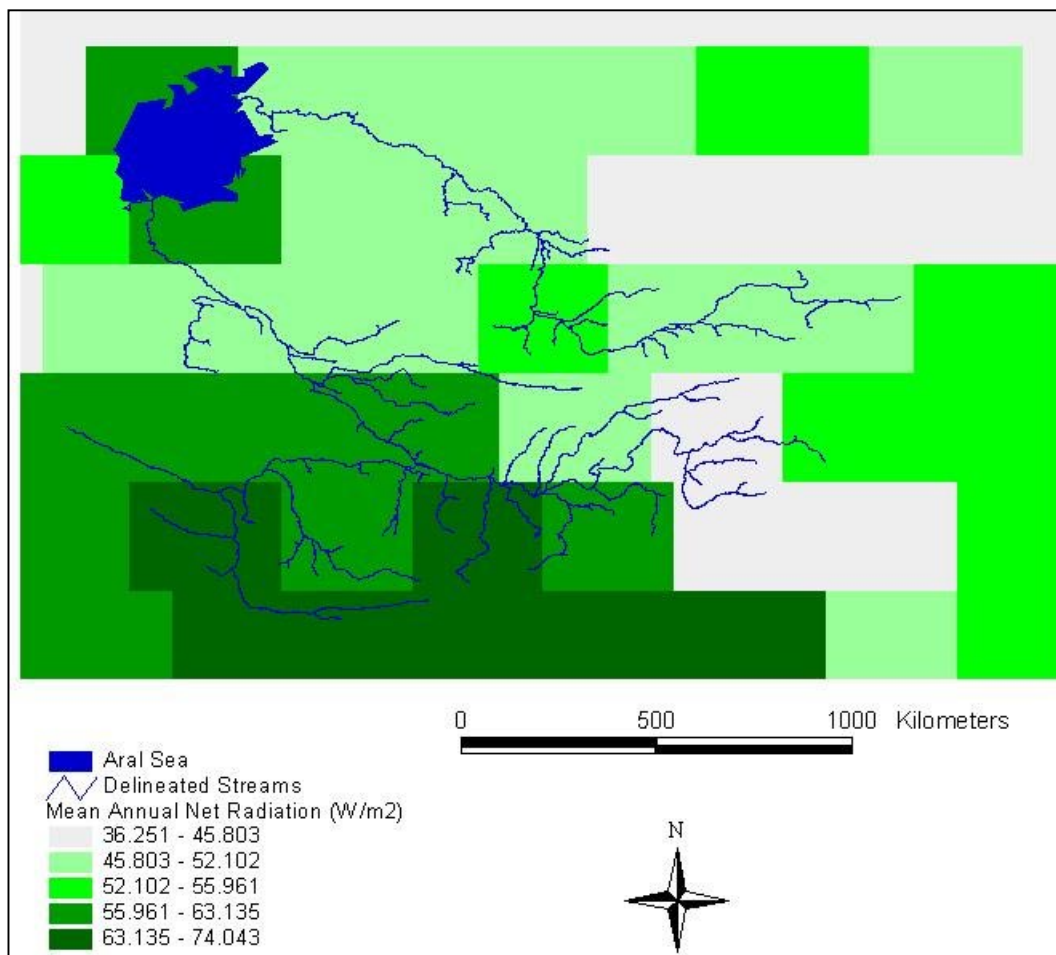 0 500 1000 Kilometers
Aral Sea
Delineated Streams
Mean Annual Net Radiation (W/m2)
36.251 - 45.803
45.803 - 52.102
52.102 - 55.961
55.961 - 63.135
63.135 - 74.043
N